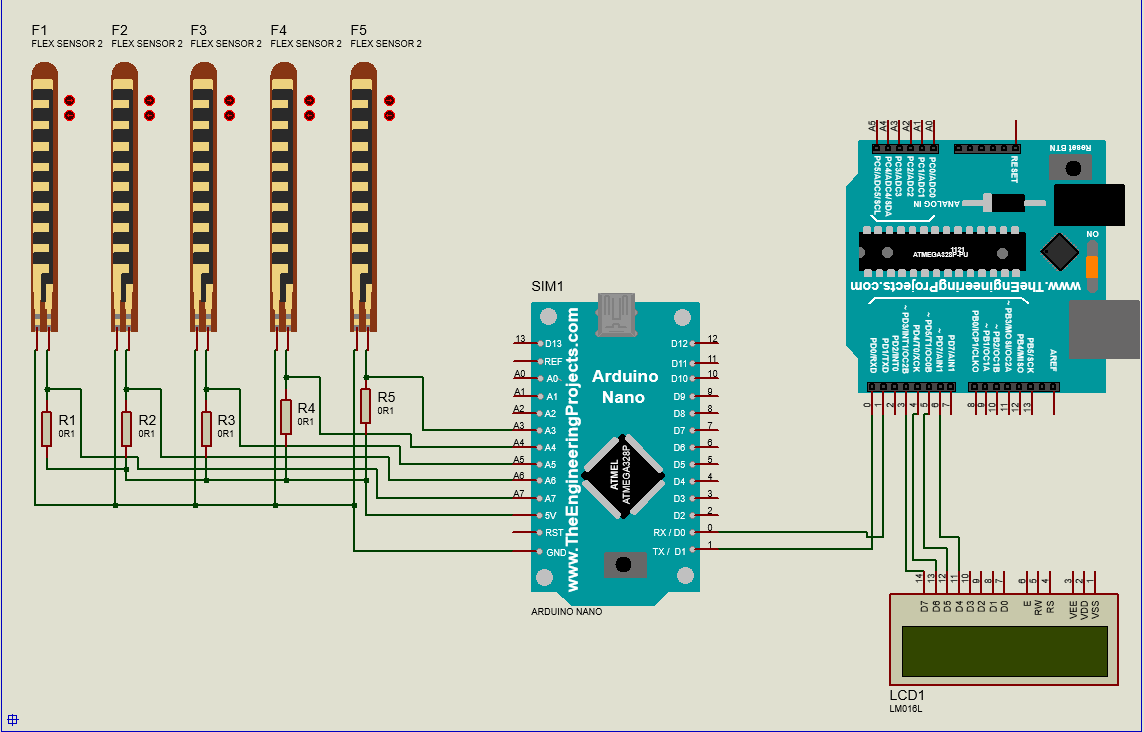 F1
FLEX SENSOR 2
F2
FLEX SENSOR 2
F3
FLEX SENSOR 2
F4
FLEX SENSOR 2
F5
FLEX SENSOR 2
R1
0R1
R2
0R1
R3
0R1
R4
0R1
R5
0R1
SIM1
Arduino
Nano
www.TheEngineeringProjects.com
ATMEL
ATMEGA328P
13 D13
REF
A0 A0
A1 A1
A2 A2
A3 A3
A4 A4
A5 A5
A6 A6
A7 A7
5V
RST
GND
D12 12
D11 11
D10 10
D9 9
D8 8
D7 7
D6 6
D5 5
D4 4
D3 3
D2 2
RX / D0 0
TX / D1 1
ARDUINO NANO
A5
A4
A3
A2
A1
A0
PC5/ADC5/SCL
PC4/ADC4/SDA
PC3/ADC3
PC2/ADC2
PC1/ADC1
PC0/ADC0
RESET
Reset BTN
ANALOG IN
1121
ATMEGA328P-PU
ON
www.TheEngineeringProjects.com
PD0/RXD
PD1/TXD
PD2/INT0
~ PD3/INT1/OC2B
PD4/T0/XCK
~ PD5/T1/OC0B
PD7/AIN1
PB0/ICP1/CLKO
~ PB1/OC1A
~ PB2/OC1B
~ PB3/MOSI/OC2A
PB4/MISO
PB5/SCK
AREF
0
1
2
3
4
5
6
7
8
9
10
11
12
13
14
13
12
11
10
9
8
7
6
5
4
3
2
1
D7
D6
D5
D4
D3
D2
D1
D0
E
RW
RS
VEE
VDD
VSS
LCD1
LM016L